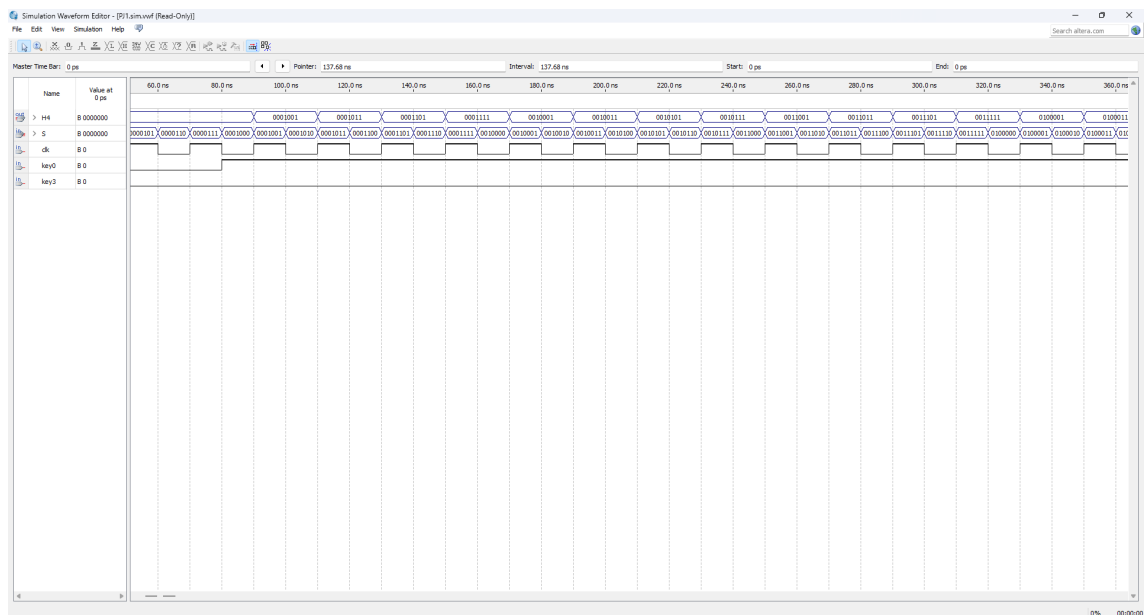 Simulation Waveform Editor - [PJ1.sim.vwf (Read-Only)]
File Edit View Simulation Help
Search altera.com
Master Time Bar: 0 ps Pointer: 137.68 ns Interval: 137.68 ns Start: 0 ps End: 0 ps
Name Value at 0 ps
60.0 ns 80.0 ns 100.0 ns 120.0 ns 140.0 ns 160.0 ns 180.0 ns 200.0 ns 220.0 ns 240.0 ns 260.0 ns 280.0 ns 300.0 ns 320.0 ns 340.0 ns 360.0 ns
> H4 B 0000000 0001001 0001011 0001101 0001111 0010001 0010011 0010101 0010111 0011001 0011011 0011101 0011111 0100001 0100011
> S B 0000000 0000101 0000110 0000111 0001000 0001001 0001010 0001011 0001100 0001101 0001110 0001111 0010000 0010001 0010010 0010011 0010100 0010101 0010110 0010111 0011000 0011001 0011010 0011011 0011100 0011101 0011110 0011111 0100000 0100001 0100010 0100011 010
clk B 0
key0 B 0
key3 B 0
0% 00:00:00